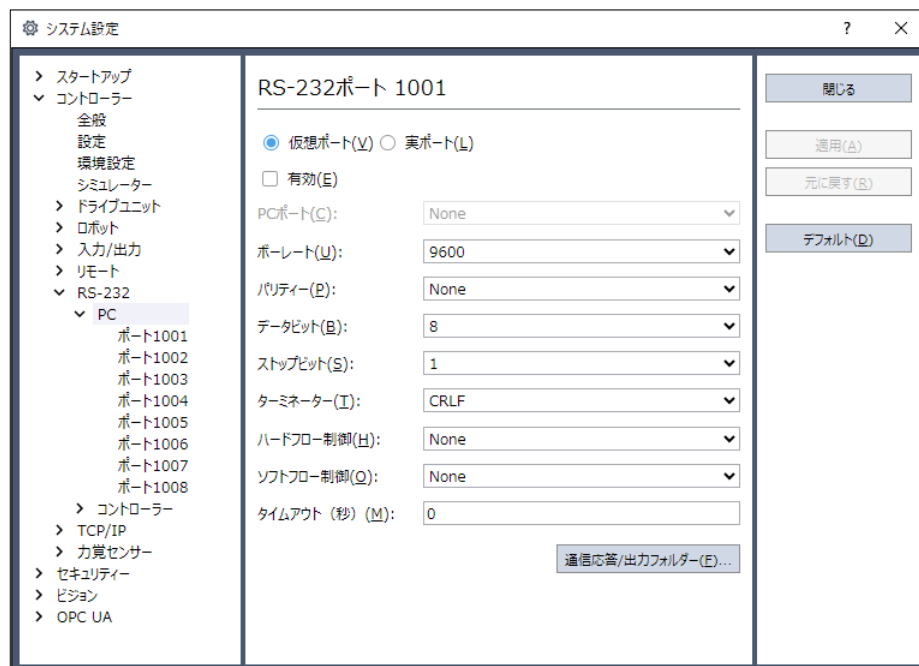 システム設定
?
スタートアップ
コントローラー
全般
設定
環境設定
シミュレーター
ドライブユニット
ロボット
入力/出力
リモート
RS-232
PC
ポート1001
ポート1002
ポート1003
ポート1004
ポート1005
ポート1006
ポート1007
ポート1008
コントローラー
TCP/IP
力覚センサー
セキュリティー
ビジョン
OPC UA
RS-232ポート 1001
仮想ポート(V) 実ポート(L)
有効(E)
PCポート(C): None
ボーレート(U): 9600
パリティー(P): None
データビット(B): 8
ストップビット(S): 1
ターミネーター(T): CRLF
ハードフロー制御(H): None
ソフトフロー制御(O): None
タイムアウト（秒）(M): 0
通信応答/出力フォルダー(F)...
閉じる
適用(A)
元に戻す(R)
デフォルト(D)